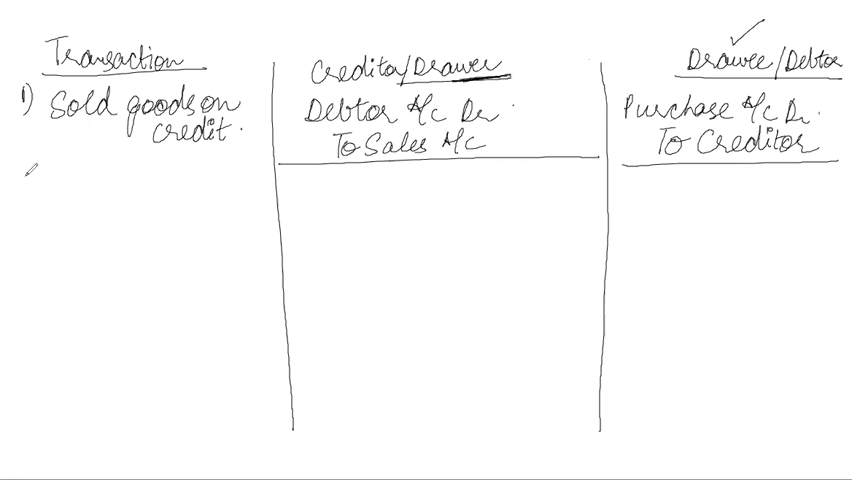 Transaction
Creditor/Drawer
Drawee/Debtor
1) Sold goods on
credit.
Debtor A/c Dr.
To Sales A/c
Purchase A/c Dr.
To Creditor